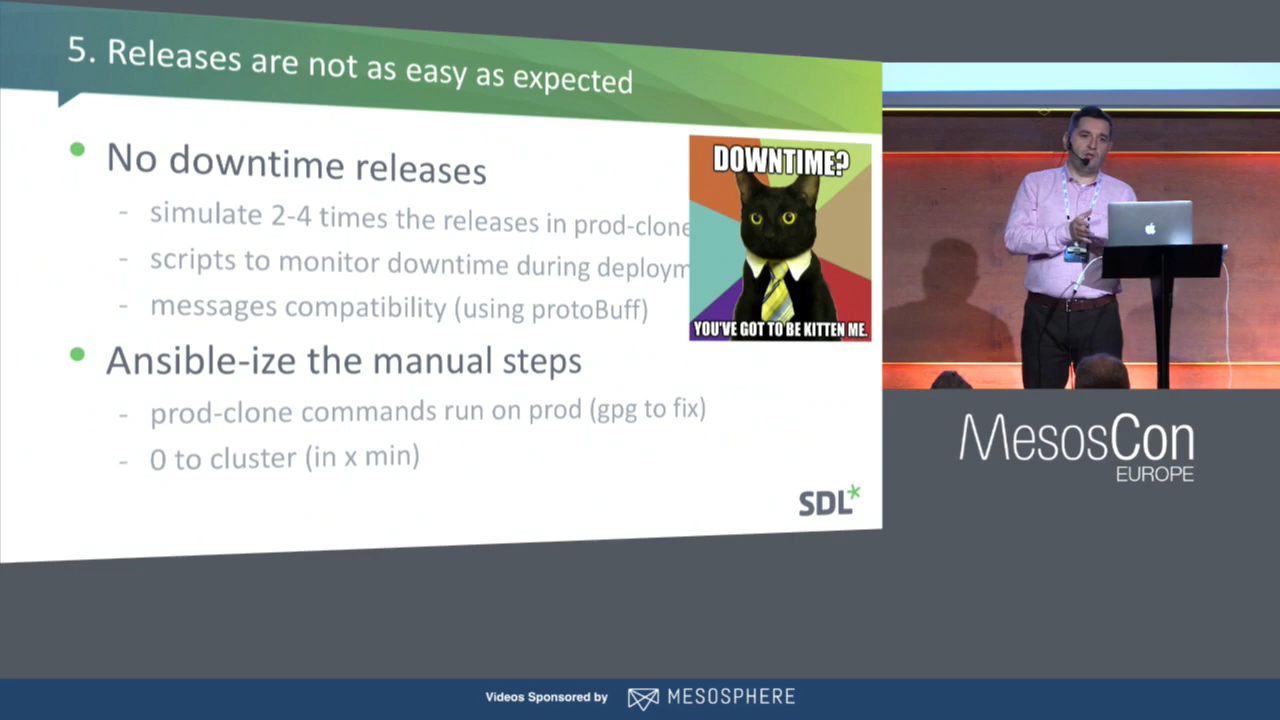 5. Releases are not as easy as expected
No downtime releases
- simulate 2-4 times the releases in prod-clone
- scripts to monitor downtime during deploym
- messages compatibility (using protoBuff)
Ansible-ize the manual steps
- prod-clone commands run on prod (gpg to fix)
- 0 to cluster (in x min)
DOWNTIME?
YOU'VE GOT TO BE KITTEN ME.
SDL*
MesosCon
EUROPE
Videos Sponsored by MESOSPHERE